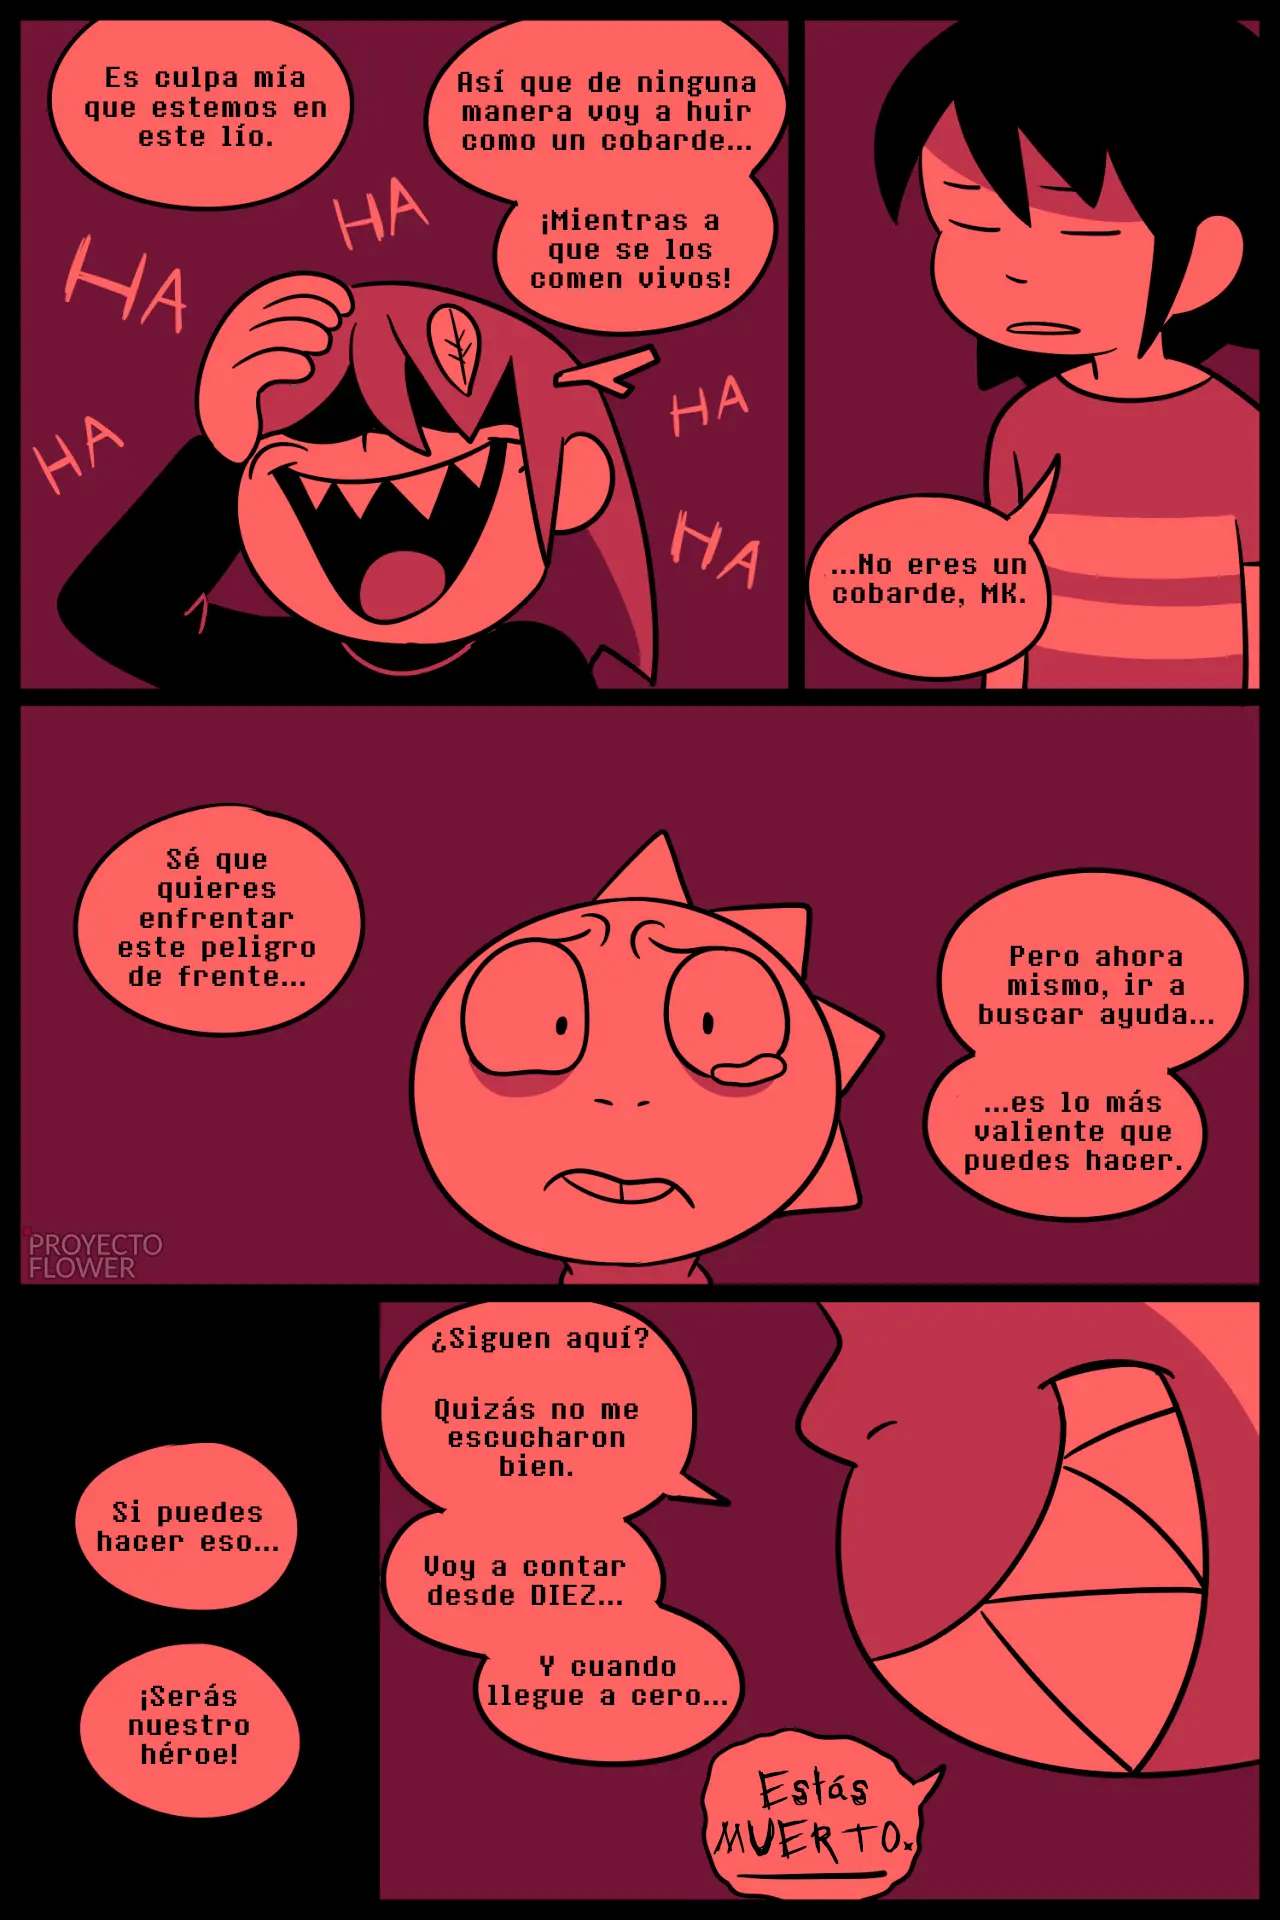 Es culpa mía
que estemos en
este lío.
Así que de ninguna
manera voy a huir
como un cobarde...
¡Mientras a
que se los
comen vivos!
HA
HA
HA
HA
HA
...No eres un
cobarde, MK.
Sé que
quieres
enfrentar
este peligro
de frente...
Pero ahora
mismo, ir a
buscar ayuda...
...es lo más
valiente que
puedes hacer.
PROYECTO
FLOWER
Si puedes
hacer eso...
¡Serás
nuestro
héroe!
¿Siguen aquí?
Quizás no me
escucharon
bien.
Voy a contar
desde DIEZ...
Y cuando
llegue a cero...
Estás
MUERTO.